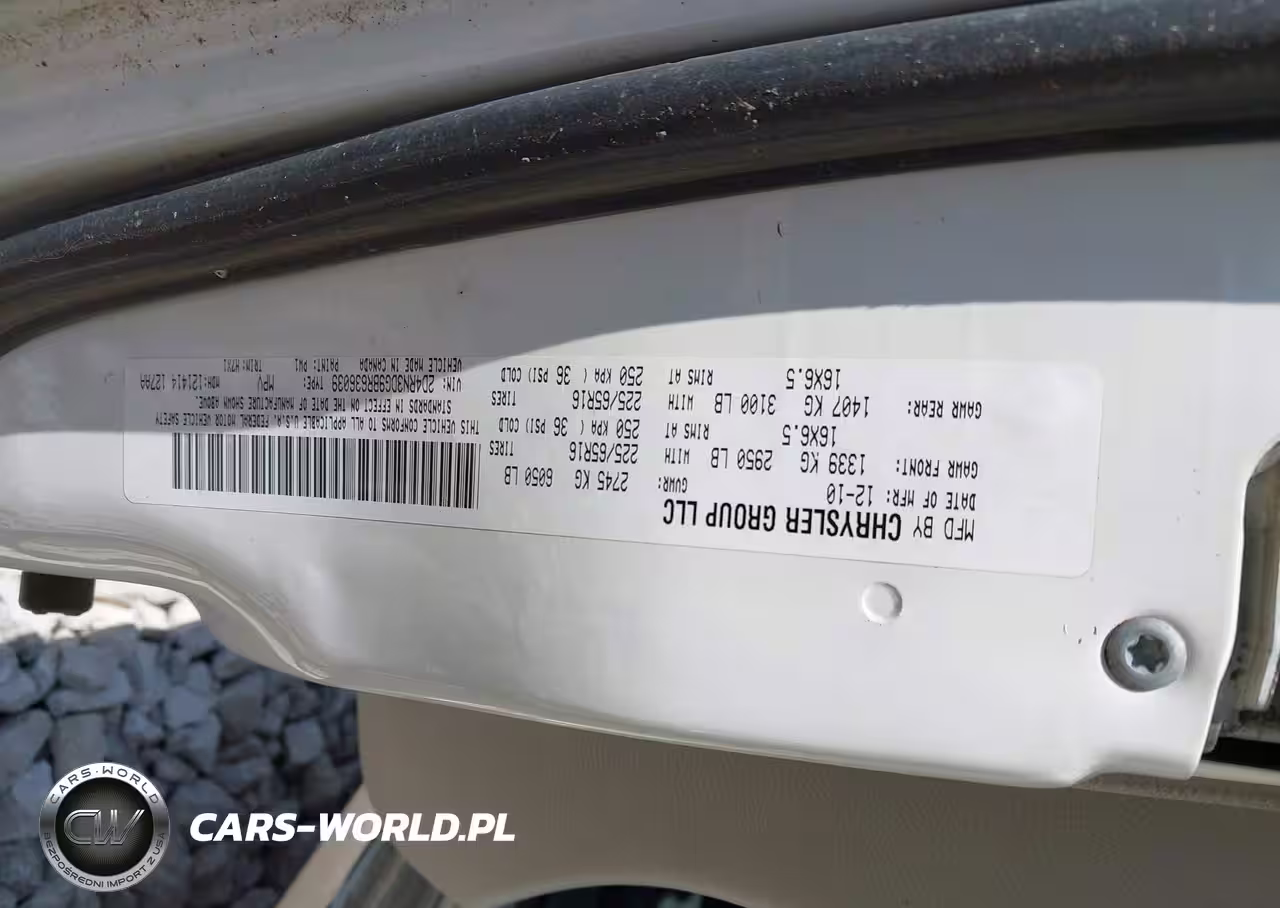 MFD BY CHRYSLER GROUP LLC
DATE OF MFR: 12-10 GVWR: 2745 KG 6050 LB
GAWR FRONT: 1339 KG 2950 LB WITH TIRES 225/65R16
16X6.5 RIMS AT 250 KPA ( 36 PSI) COLD
GAWR REAR: 1407 KG 3100 LB WITH TIRES 225/65R16
16X6.5 RIMS AT 250 KPA ( 36 PSI) COLD
THIS VEHICLE CONFORMS TO ALL APPLICABLE U.S.A. FEDERAL MOTOR VEHICLE SAFETY
STANDARDS IN EFFECT ON THE DATE OF MANUFACTURE SHOWN ABOVE.
VIN: 2D4RN3DG9BR636039 TYPE: MPV MDH:121414 127AA
VEHICLE MADE IN CANADA PAINT: PW1 TRIM: H7X1
CARS-WORLD
CW
BEZPOŚREDNI IMPORT Z USA
CARS-WORLD.PL